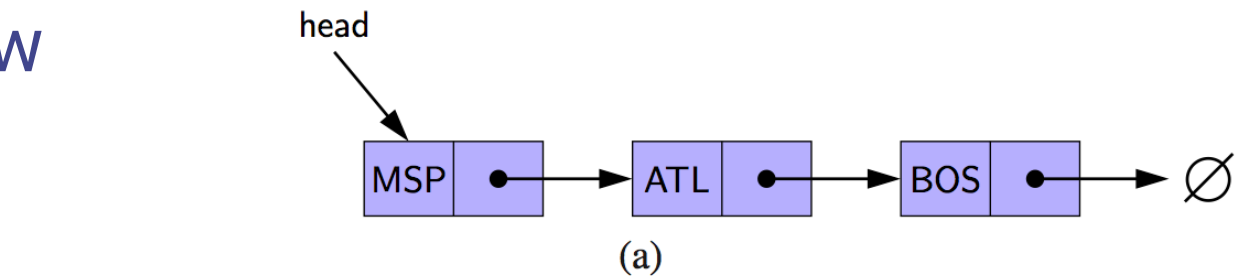 head
w
MSP ATL BOS ∅
(a)